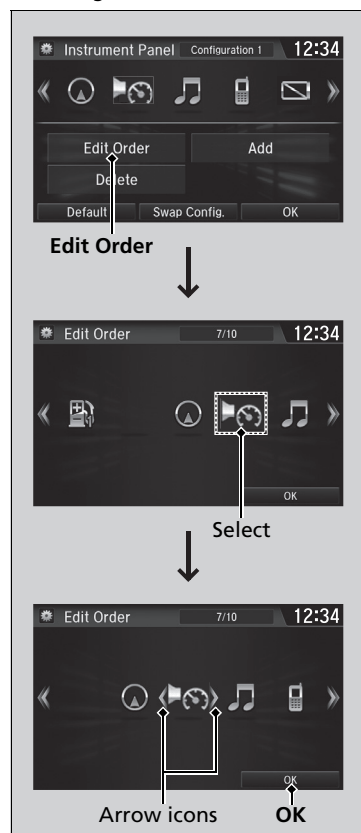 Instrument Panel Configuration 1 12:34
Edit Order Add
Delete
Default Swap Config. OK
Edit Order
Edit Order 7/10 12:34
OK
Select
Edit Order 7/10 12:34
OK
Arrow icons OK